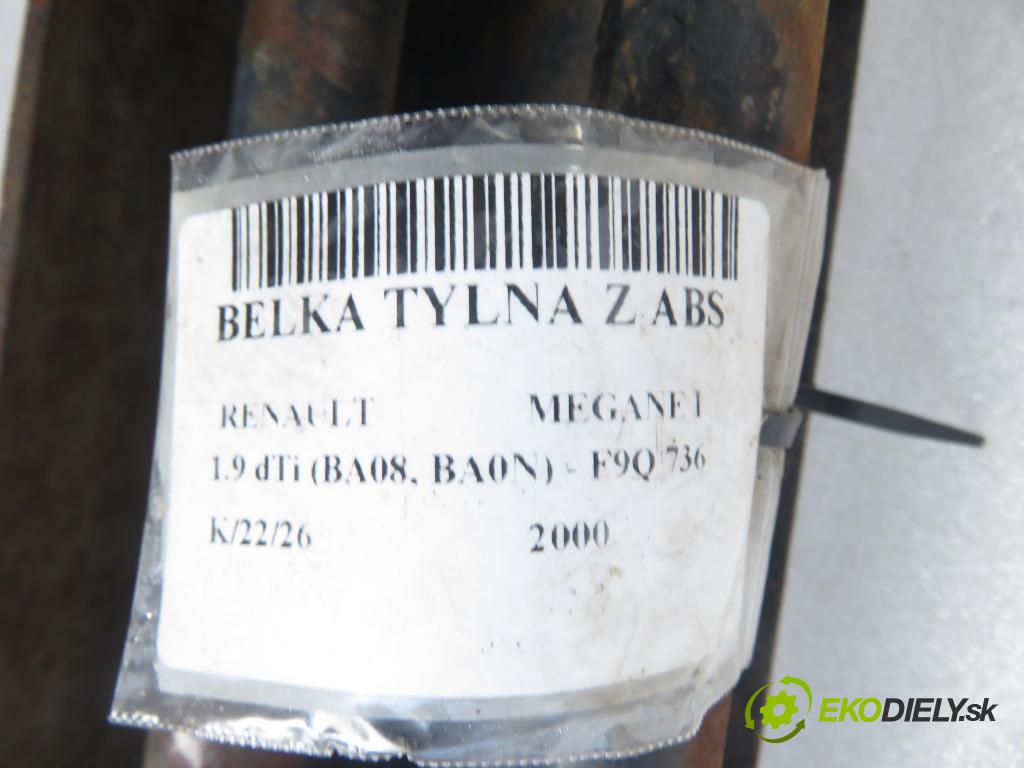 BELKA TYLNA Z ABS
RENAULT MEGANE I
1.9 dTi (BA08, BA0N) - F9Q 736
K/22/26 2000
EKODIELY.sk